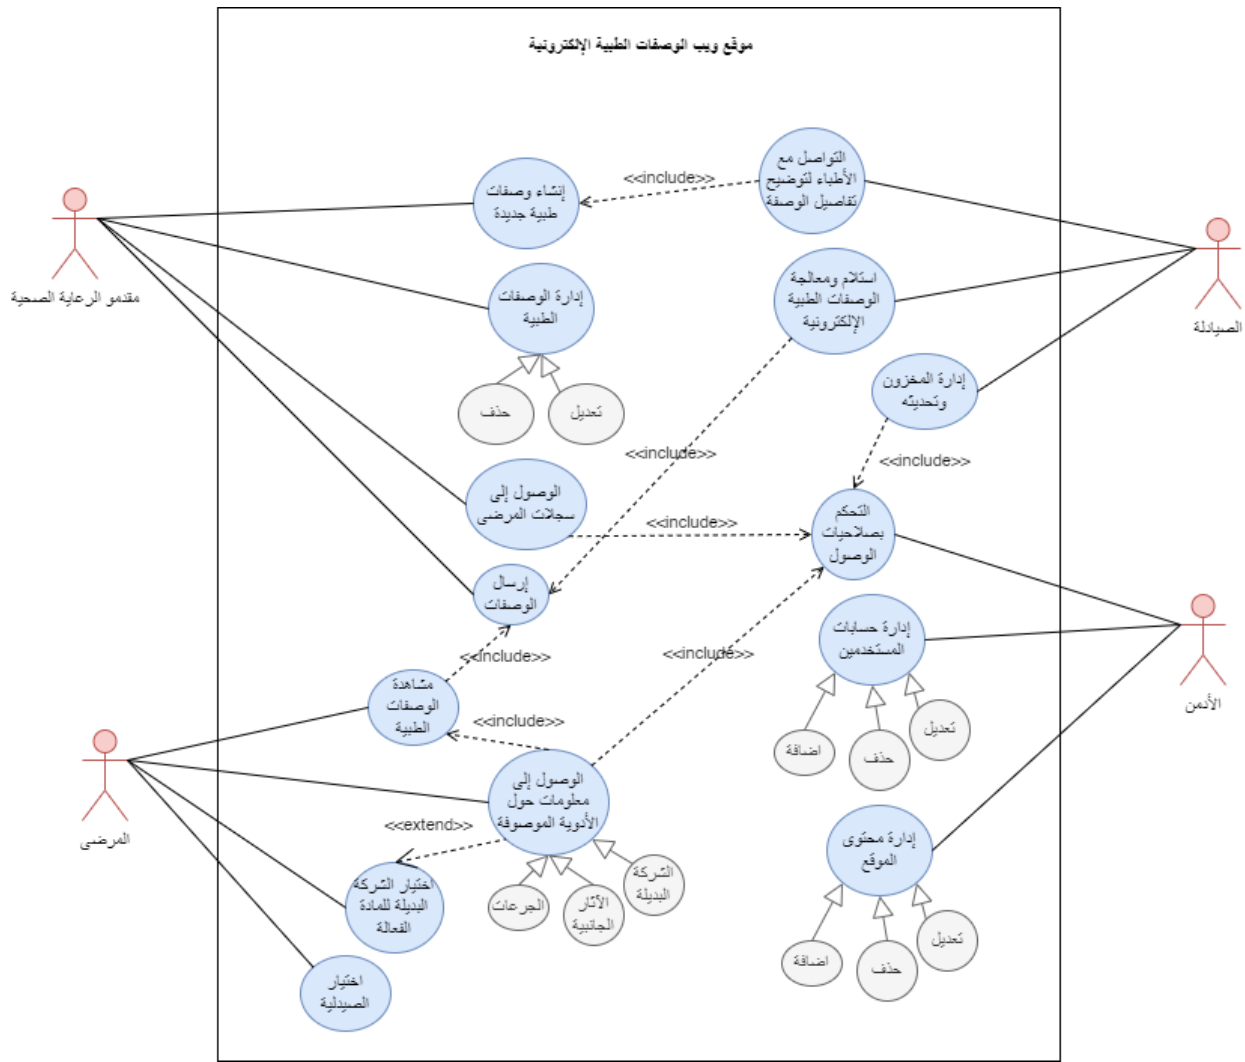 موقع ويب الوصفات الطبية الإلكترونية
التواصل مع
الأطباء لتوضيح
تفاصيل الوصفة
<<include>>
إنشاء وصفات
طبية جديدة
مقدمو الرعاية الصحية
استلام ومعالجة
الوصفات الطبية
الإلكترونية
الصيادلة
إدارة الوصفات
الطبية
حذف
تعديل
إدارة المخزون
وتحديثه
<<include>>
<<include>>
الوصول إلى
سجلات المرضى
<<include>>
التحكم
بصلاحيات
الوصول
إرسال
الوصفات
<<include>>
<<include>>
إدارة حسابات
المستخدمين
الأدمن
اضافة
حذف
تعديل
مشاهدة
الوصفات
الطبية
<<include>>
المرضى
الوصول إلى
معلومات حول
الأدوية الموصوفة
<<extend>>
الجرعات
الآثار
الجانبية
الشركة
البديلة
اختيار الشركة
البديلة للمادة
الفعالة
إدارة محتوى
الموقع
اضافة
حذف
تعديل
اختيار
الصيدلية